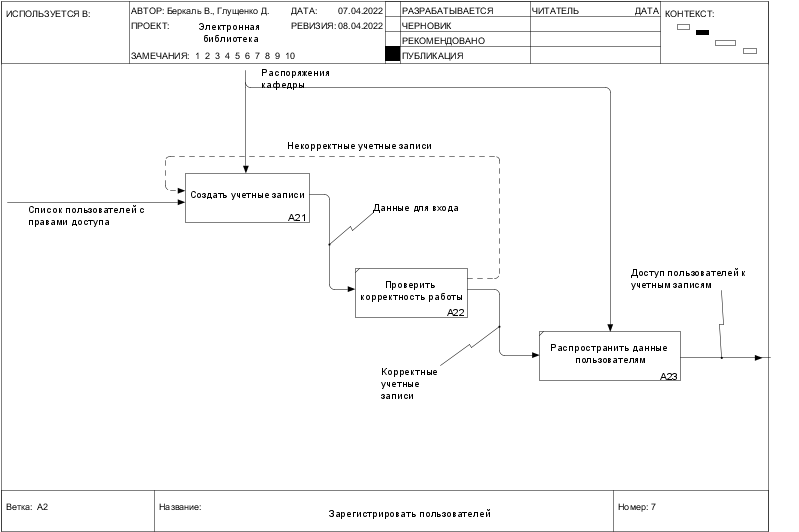 ИСПОЛЬЗУЕТСЯ В:
АВТОР: Беркаль В., Глущенко Д.
ДАТА: 07.04.2022
ПРОЕКТ: Электронная
библиотека
РЕВИЗИЯ: 08.04.2022
ЗАМЕЧАНИЯ: 1 2 3 4 5 6 7 8 9 10
РАЗРАБАТЫВАЕТСЯ
ЧЕРНОВИК
РЕКОМЕНДОВАНО
ПУБЛИКАЦИЯ
ЧИТАТЕЛЬ ДАТА
КОНТЕКСТ:
Распоряжения
кафедры
Некорректные учетные записи
Создать учетные записи
A21
Список пользователей с
правами доступа
Данные для входа
Проверить
корректность работы
A22
Доступ пользователей к
учетным записям
Распространить данные
пользователям
A23
Корректные
учетные
записи
Ветка: A2
Название:
Зарегистрировать пользователей
Номер: 7